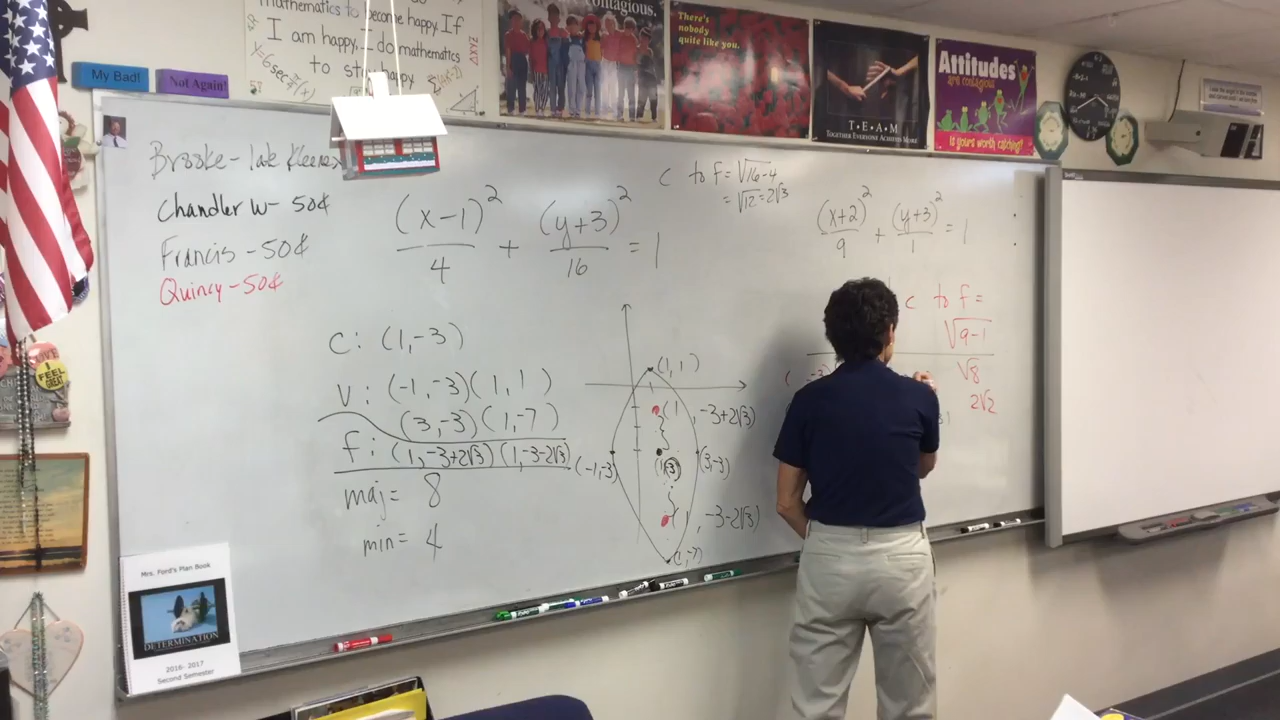 My Bad!
Not Again!
mathematics to become happy. If
I am happy, I do mathematics
to stay happy.
ΔXYZ
contagious.
There's
nobody
quite like you.
T•E•A•M
TOGETHER EVERYONE ACHIEVES MORE
Attitudes
are contagious
Is yours worth catching?
Brooke - late Kleenex
Chandler W - 50¢
Francis - 50¢
Quincy - 50¢
(x-1)²/4 + (y+3)²/16 = 1
c to F = √16-4
= √12 = 2√3
c: (1,-3)
V: (-1,-3)(1, 1)
(3,-3)(1,-7)
f: (1,-3+2√3)(1,-3-2√3)
maj = 8
min = 4
(1, 1)
(1, -3+2√3)
(-1,-3)
(3,-3)
(1, -3-2√3)
(1,-7)
(x+2)²/9 + (y+3)²/1 = 1
c to f =
√9-1
√8
2√2
I FEEL
GREAT
Mrs. Ford's Plan Book
DETERMINATION
2016- 2017
Second Semester